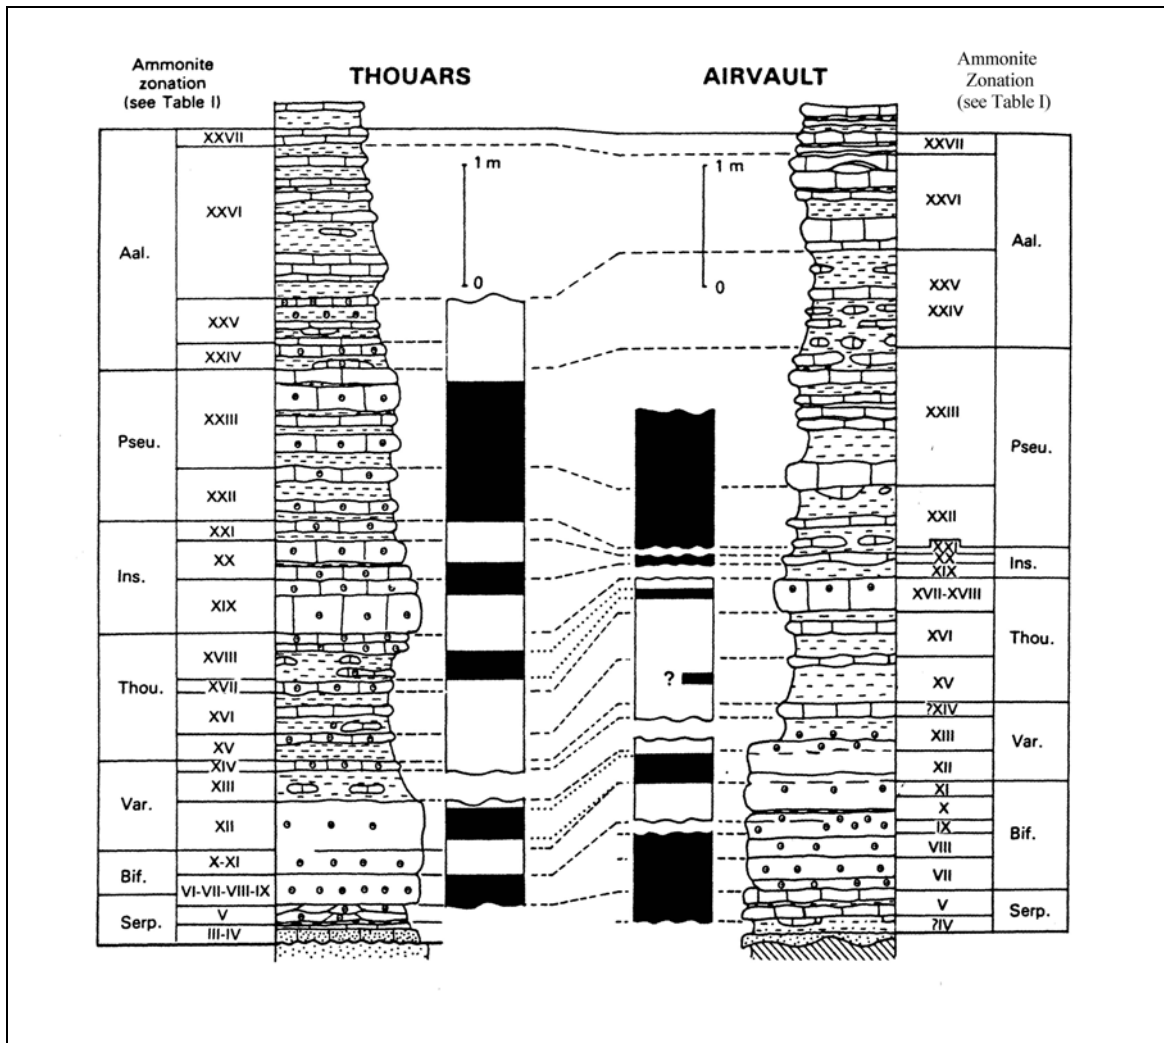 Ammonite
zonation
(see Table I)
THOUARS
AIRVAULT
Ammonite
Zonation
(see Table I)
Aal.
Pseu.
Ins.
Thou.
Var.
Bif.
Serp.
XXVII
XXVI
XXV
XXIV
XXIII
XXII
XXI
XX
XIX
XVIII
XVII
XVI
XV
XIV
XIII
XII
X-XI
VI-VII-VIII-IX
V
III-IV
1 m
0
1 m
0
?
XXVII
XXVI
XXV
XXIV
XXIII
XXII
XXI
XX
XIX
XVII-XVIII
XVI
XV
?XIV
XIII
XII
XI
X
IX
VIII
VII
V
?IV
Aal.
Pseu.
Ins.
Thou.
Var.
Bif.
Serp.